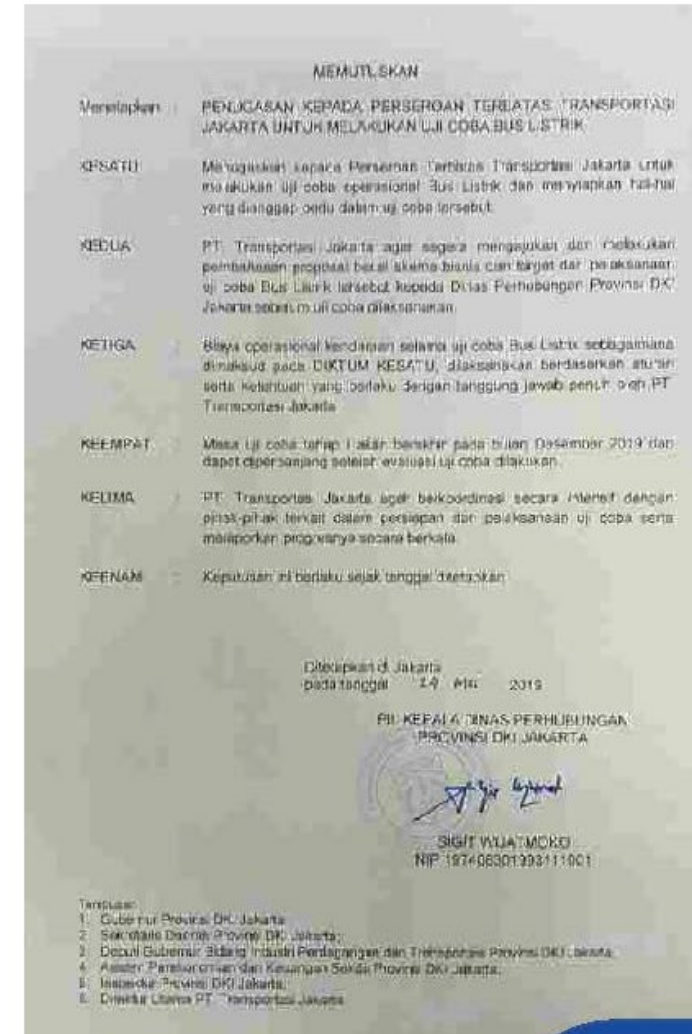 MEMUTUSKAN
Menetapkan : PENUGASAN KEPADA PERSEROAN TERBATAS TRANSPORTASI
JAKARTA UNTUK MELAKUKAN UJI COBA BUS LISTRIK
KESATU : Menugaskan kepada Perseroan Terbatas Transportasi Jakarta untuk
melakukan uji coba operasional Bus Listrik dan menyiapkan hal-hal
yang dianggap perlu dalam uji coba tersebut.
KEDUA : PT. Transportasi Jakarta agar segera mengajukan dan melakukan
pembahasan proposal berisi skema bisnis dan target dari pelaksanaan
uji coba Bus Listrik tersebut kepada Dinas Perhubungan Provinsi DKI
Jakarta sebelum uji coba dilaksanakan.
KETIGA : Biaya operasional kendaraan selama uji coba Bus Listrik sebagaimana
dimaksud pada DIKTUM KESATU, dilaksanakan berdasarkan aturan
serta ketentuan yang berlaku dengan tanggung jawab penuh oleh PT.
Transportasi Jakarta
KEEMPAT : Masa uji coba tahap I akan berakhir pada bulan Desember 2019 dan
dapat diperpanjang setelah evaluasi uji coba dilakukan.
KELIMA : PT. Transportasi Jakarta agar berkoordinasi secara intensif dengan
pihak-pihak terkait dalam persiapan dan pelaksanaan uji coba serta
melaporkan progresnya secara berkala.
KEENAM : Keputusan ini berlaku sejak tanggal ditetapkan
Ditetapkan di Jakarta
pada tanggal 2019
Plt. KEPALA DINAS PERHUBUNGAN
PROVINSI DKI JAKARTA
SIGIT WIJATMOKO
NIP 197406301993111001
Tembusan:
1. Gubernur Provinsi DKI Jakarta
2. Sekretaris Daerah Provinsi DKI Jakarta;
3. Deputi Gubernur Bidang Industri Perdagangan dan Transportasi Provinsi DKI Jakarta;
4. Asisten Perekonomian dan Keuangan Sekda Provinsi DKI Jakarta;
5. Inspektur Provinsi DKI Jakarta;
6. Direktur Utama PT. Transportasi Jakarta